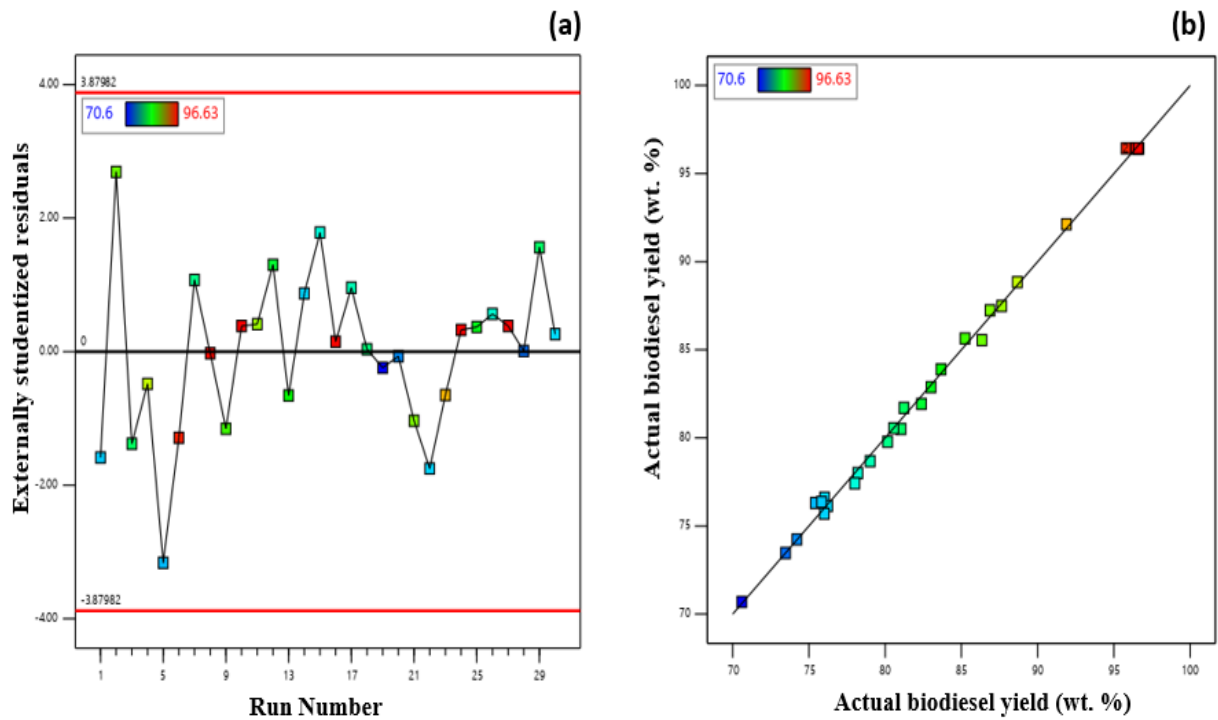 (a)
4.00
3.87982
70.6 96.63
2.00
0
0.00
-200
-3.87982
-400
1 5 9 13 17 21 25 29
Externally studentized residuals
Run Number
(b)
70.6 96.63
100
95
90
85
80
75
70
70 75 80 85 90 95 100
Actual biodiesel yield (wt. %)
Actual biodiesel yield (wt. %)